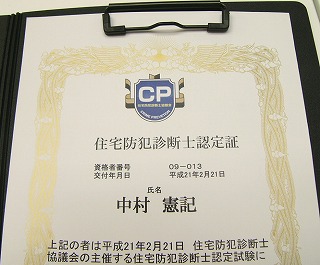 CP
住宅防犯診断士認定証
資格者番号 09-013
交付年月日 平成21年2月21日
氏名
中村 憲記
上記の者は平成21年2月21日 住宅防犯診断士
協議会の主催する住宅防犯診断士認定試験に